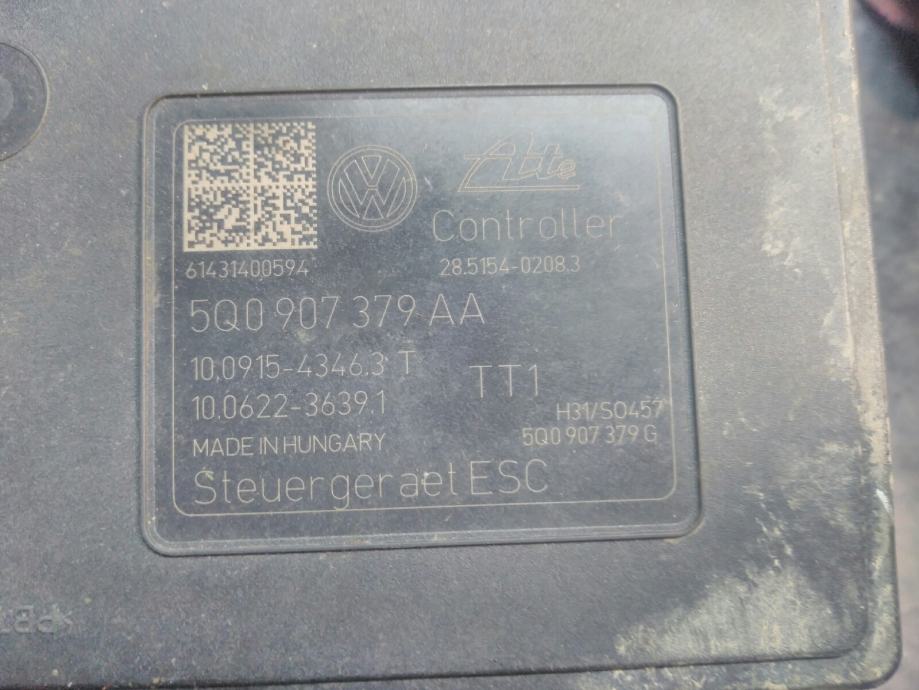 Ate
Controller
61431400594
28.5154-0208.3
5Q0 907 379 AA
10.0915-4346.3 T
TT1
10.0622-3639.1
H31/SO457
MADE IN HUNGARY
5Q0 907 379 G
Steuergeraet ESC